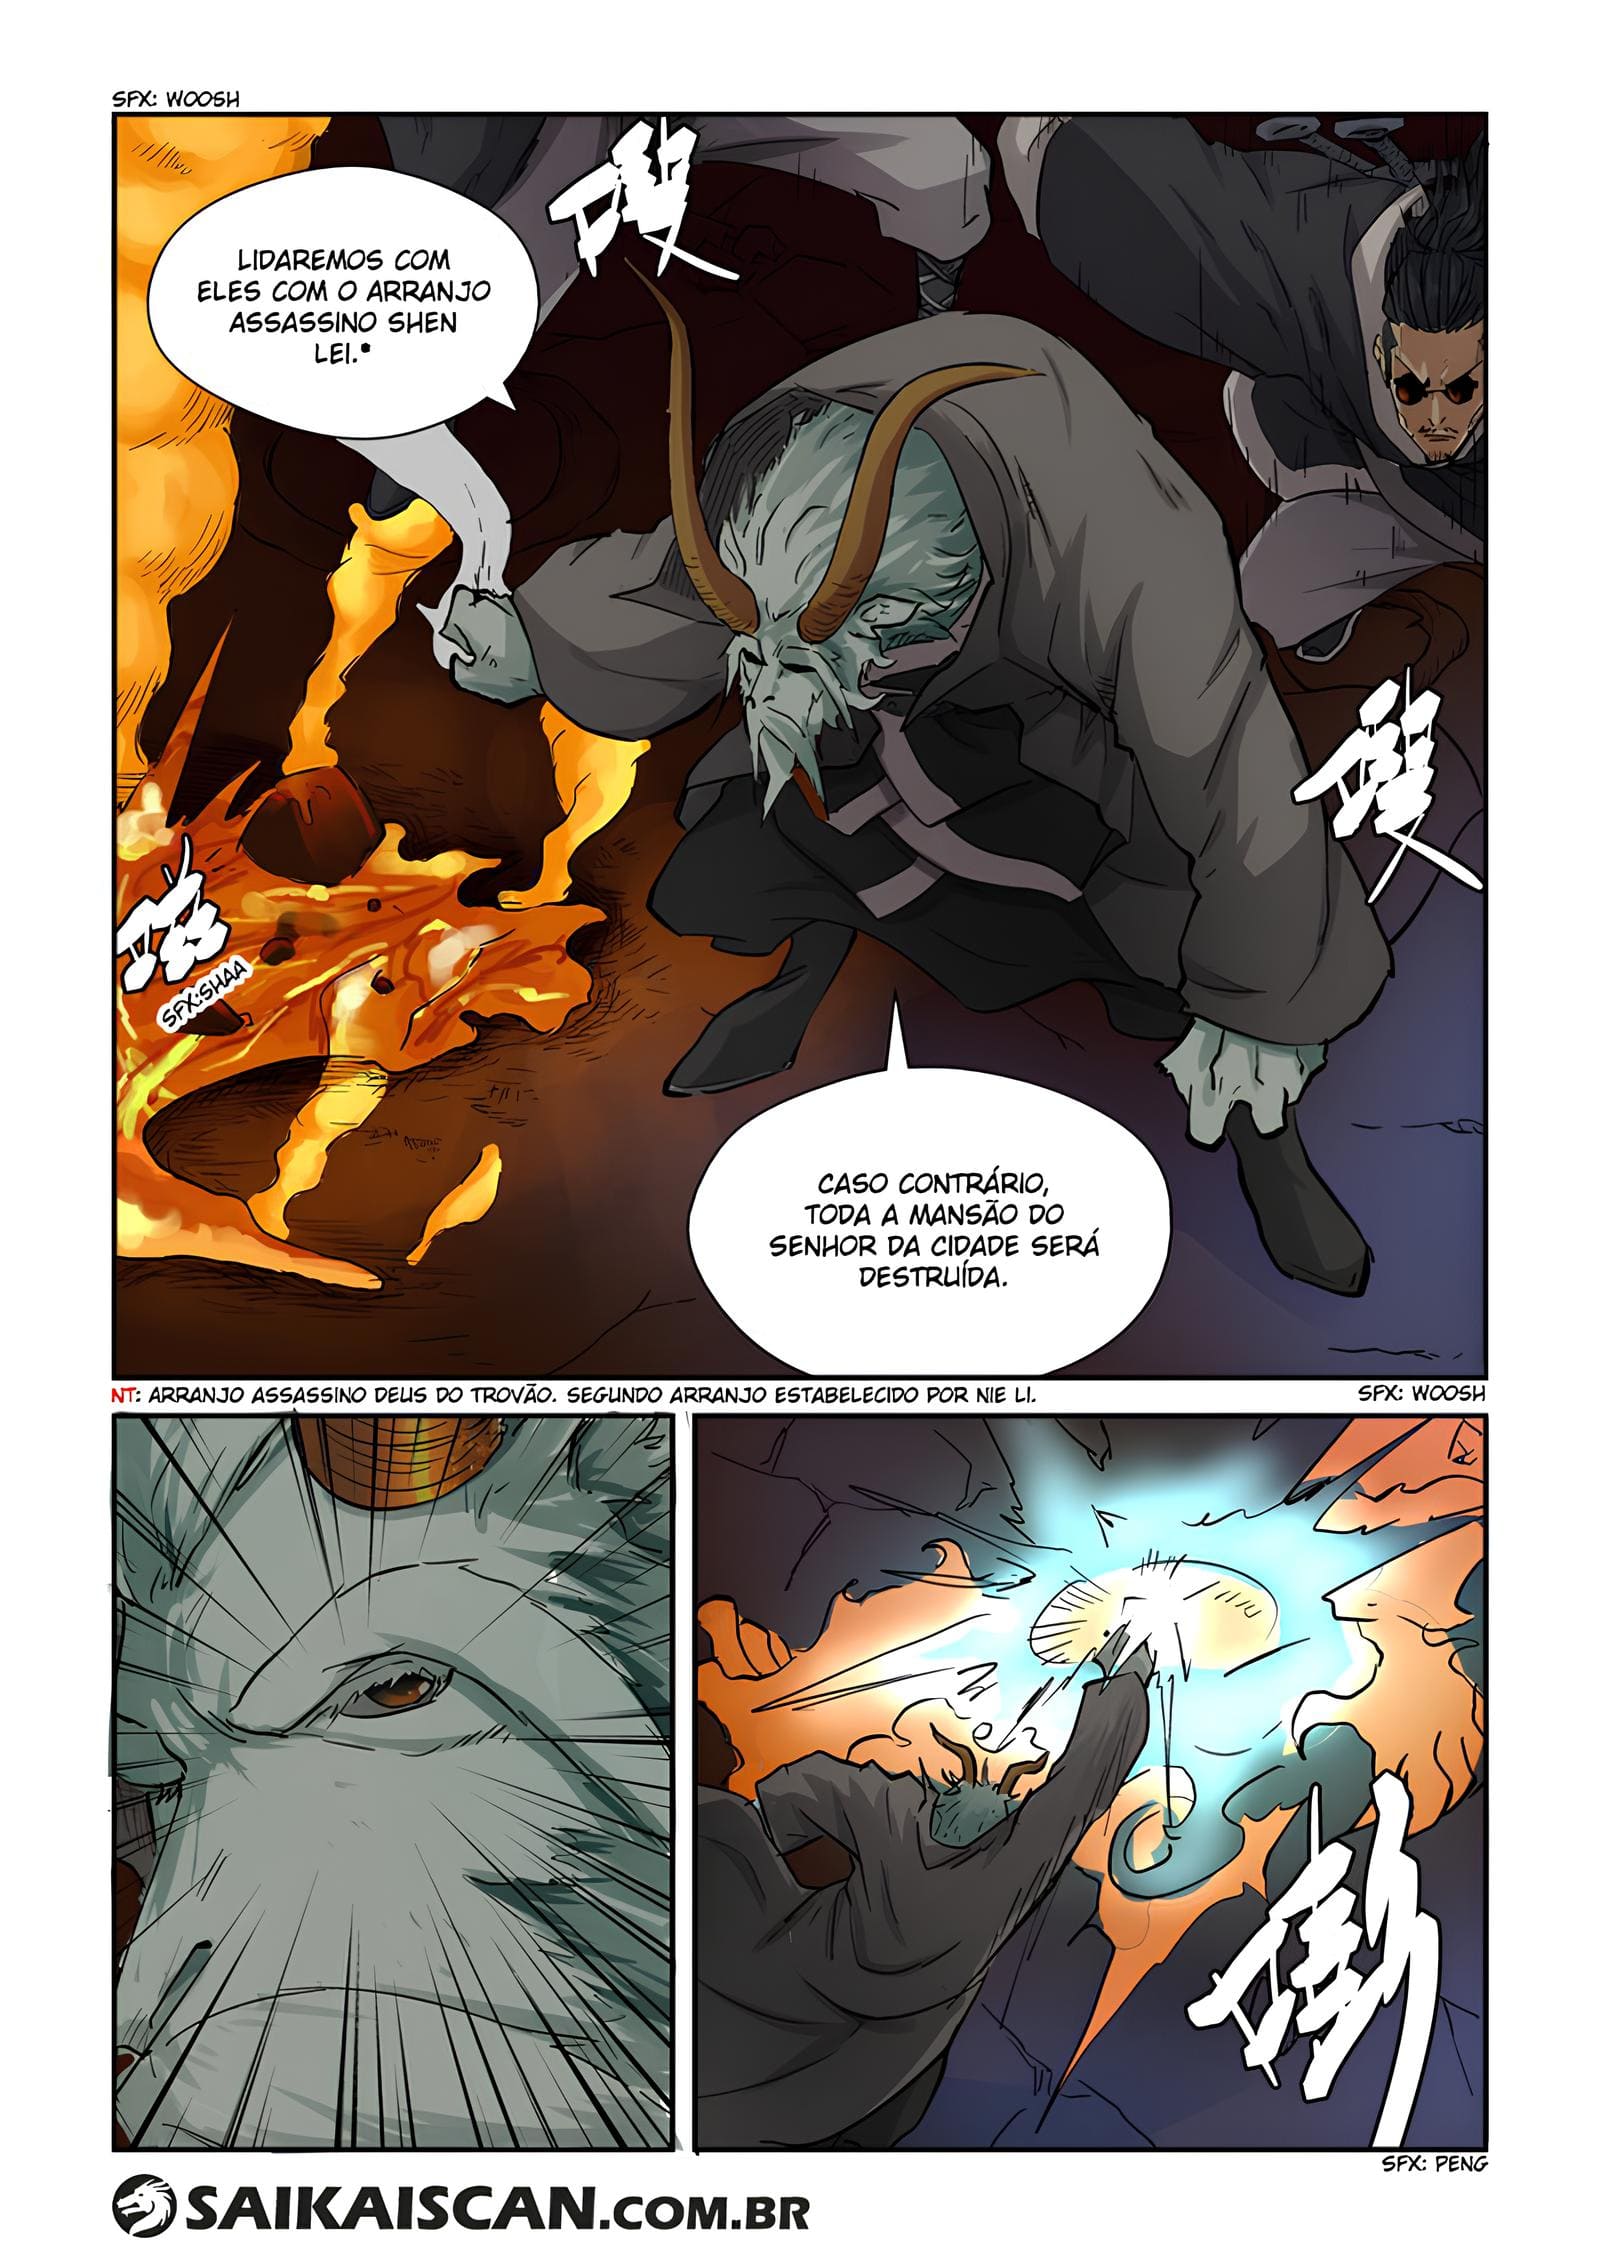 SFX: WOOSH
LIDAREMOS COM
ELES COM O ARRANJO
ASSASSINO SHEN
LEI.*
SFX:SHAA
CASO CONTRÁRIO,
TODA A MANSÃO DO
SENHOR DA CIDADE SERÁ
DESTRUÍDA.
NT: ARRANJO ASSASSINO DEUS DO TROVÃO. SEGUNDO ARRANJO ESTABELECIDO POR NIE LI.
SFX: WOOSH
SFX: PENG
SAIKAISCAN.COM.BR